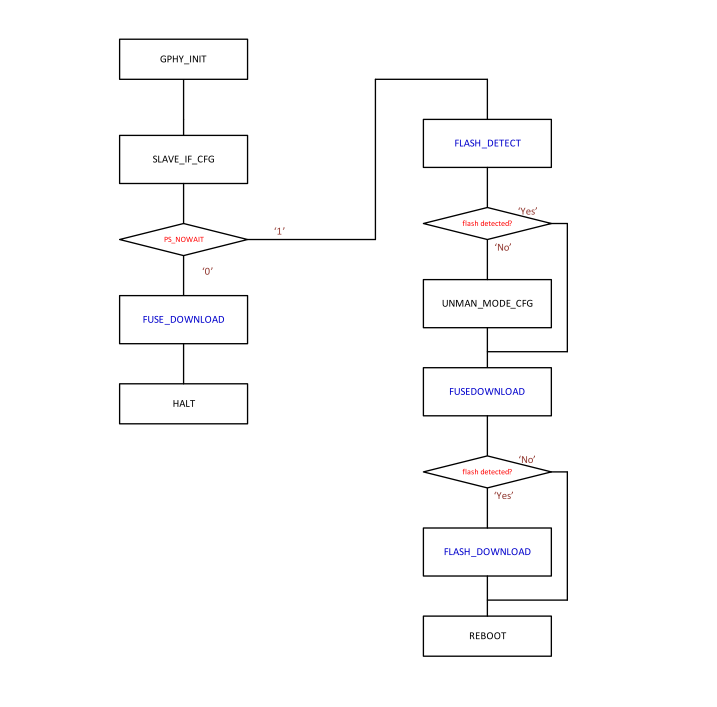 GPHY_INIT
SLAVE_IF_CFG
PS_NOWAIT
‘1’
‘0’
FUSE_DOWNLOAD
HALT
FLASH_DETECT
‘Yes’
flash detected?
‘No’
UNMAN_MODE_CFG
FUSEDOWNLOAD
‘No’
flash detected?
‘Yes’
FLASH_DOWNLOAD
REBOOT